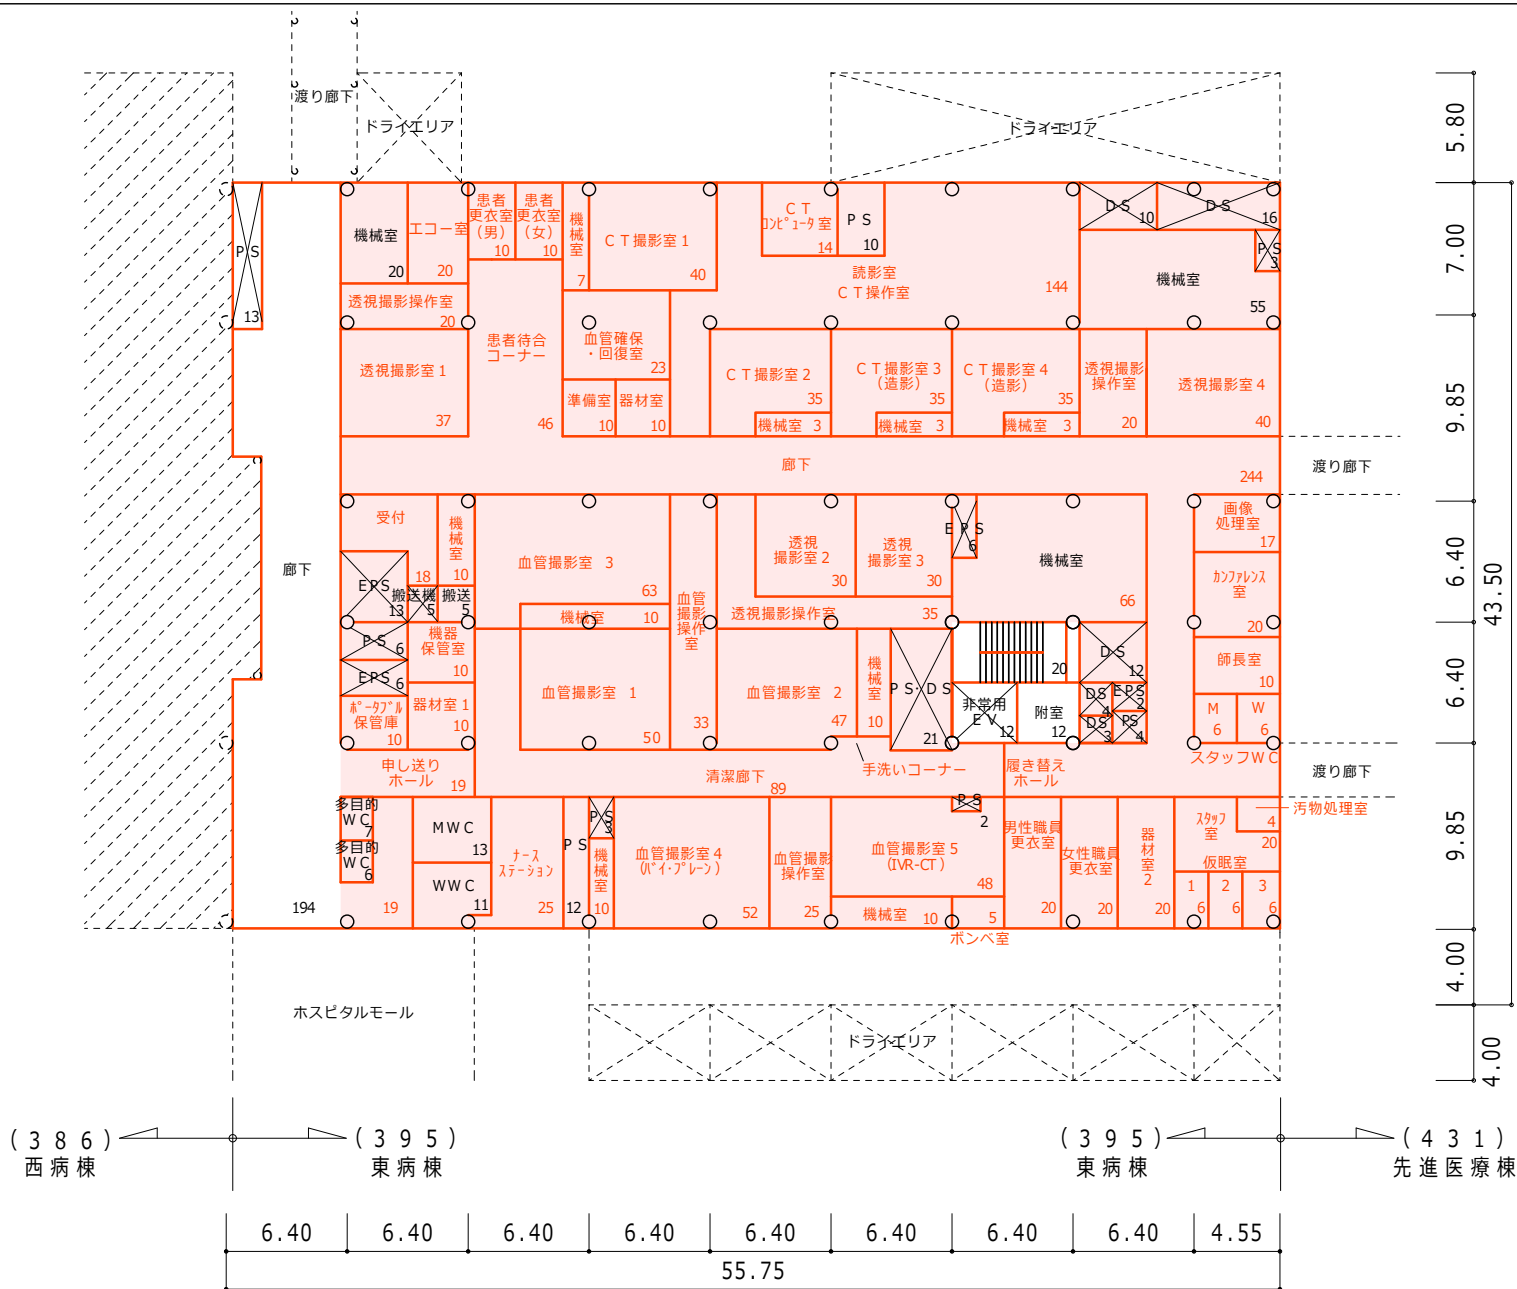 渡り廊下
ドライエリア
ドライエリア
5.80
7.00
9.85
6.40
6.40
9.85
4.00
4.00
43.50
ＰＳ
13
機械室
20
エコー室
20
患者
更衣室
(男)
10
患者
更衣室
(女)
10
機
械
室
7
ＣＴ撮影室１
40
ＣＴ
ｺﾝﾋﾟｭｰﾀ室
14
ＰＳ
10
読影室
ＣＴ操作室
144
ＤＳ
10
ＤＳ
16
ＰＳ
3
機械室
55
透視撮影操作室
20
透視撮影室１
37
患者待合
コーナー
46
血管確保
・回復室
23
準備室
10
器材室
10
ＣＴ撮影室２
35
機械室 3
ＣＴ撮影室３
(造影)
35
機械室 3
ＣＴ撮影室４
(造影)
35
機械室 3
透視撮影
操作室
20
透視撮影室４
40
廊下
244
渡り廊下
廊下
194
受付
18
機
械
室
10
ＥＰＳ
13
搬送機
5
搬送
5
ＰＳ
6
ＥＰＳ
6
機器
保管室
10
ﾎﾟｰﾀﾌﾞﾙ
保管庫
10
器材室１
10
血管撮影室 ３
63
機械室
10
血管撮影室 １
50
血管
撮影
操作
室
33
透視
撮影室２
30
透視
撮影室３
30
透視撮影操作室
35
血管撮影室 ２
47
機
械
室
10
ＰＳ・ＤＳ
21
ＥＰＳ
6
機械室
66
20
非常用
ＥＶ
12
附室
12
ＤＳ
12
ＤＳ
4
ＥＰＳ
2
ＤＳ
3
ＰＳ
4
画像
処理室
17
ｶﾝﾌｧﾚﾝｽ
室
20
師長室
10
Ｍ
6
Ｗ
6
スタッフＷＣ
申し送り
ホール
19
清潔廊下
89
手洗いコーナー
履き替え
ホール
渡り廊下
多目的
ＷＣ
7
多目的
ＷＣ
6
19
ＭＷＣ
13
ＷＷＣ
11
ﾅｰｽ
ｽﾃｰｼｮﾝ
25
ＰＳ
12
ＰＳ
3
機
械
室
10
血管撮影室４
(ﾊﾞｲ･ﾌﾟﾚｰﾝ)
52
血管撮影
操作室
25
血管撮影室５
(IVR-CT)
48
機械室
10
ＰＳ
2
5
ボンベ室
男性職員
更衣室
20
女性職員
更衣室
20
器
材
室
２
20
ｽﾀｯﾌ
室
20
4
汚物処理室
仮眠室
1
6
2
6
3
6
ホスピタルモール
ドライエリア
(386)
西病棟
(395)
東病棟
(395)
東病棟
(431)
先進医療棟
6.40
6.40
6.40
6.40
6.40
6.40
6.40
6.40
4.55
55.75